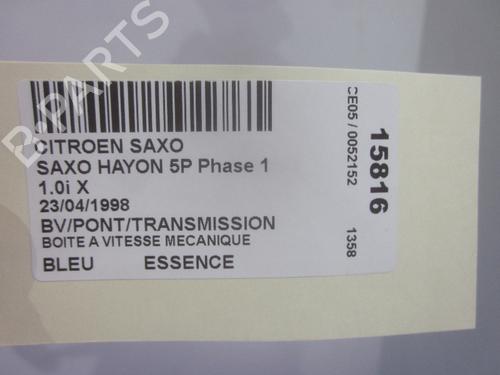 B-PARTS
CITROEN SAXO
SAXO HAYON 5P Phase 1
1.0i X
23/04/1998
BV/PONT/TRANSMISSION
BOITE A VITESSE MECANIQUE
BLEU ESSENCE
CE05 / 0052152
15816
1358